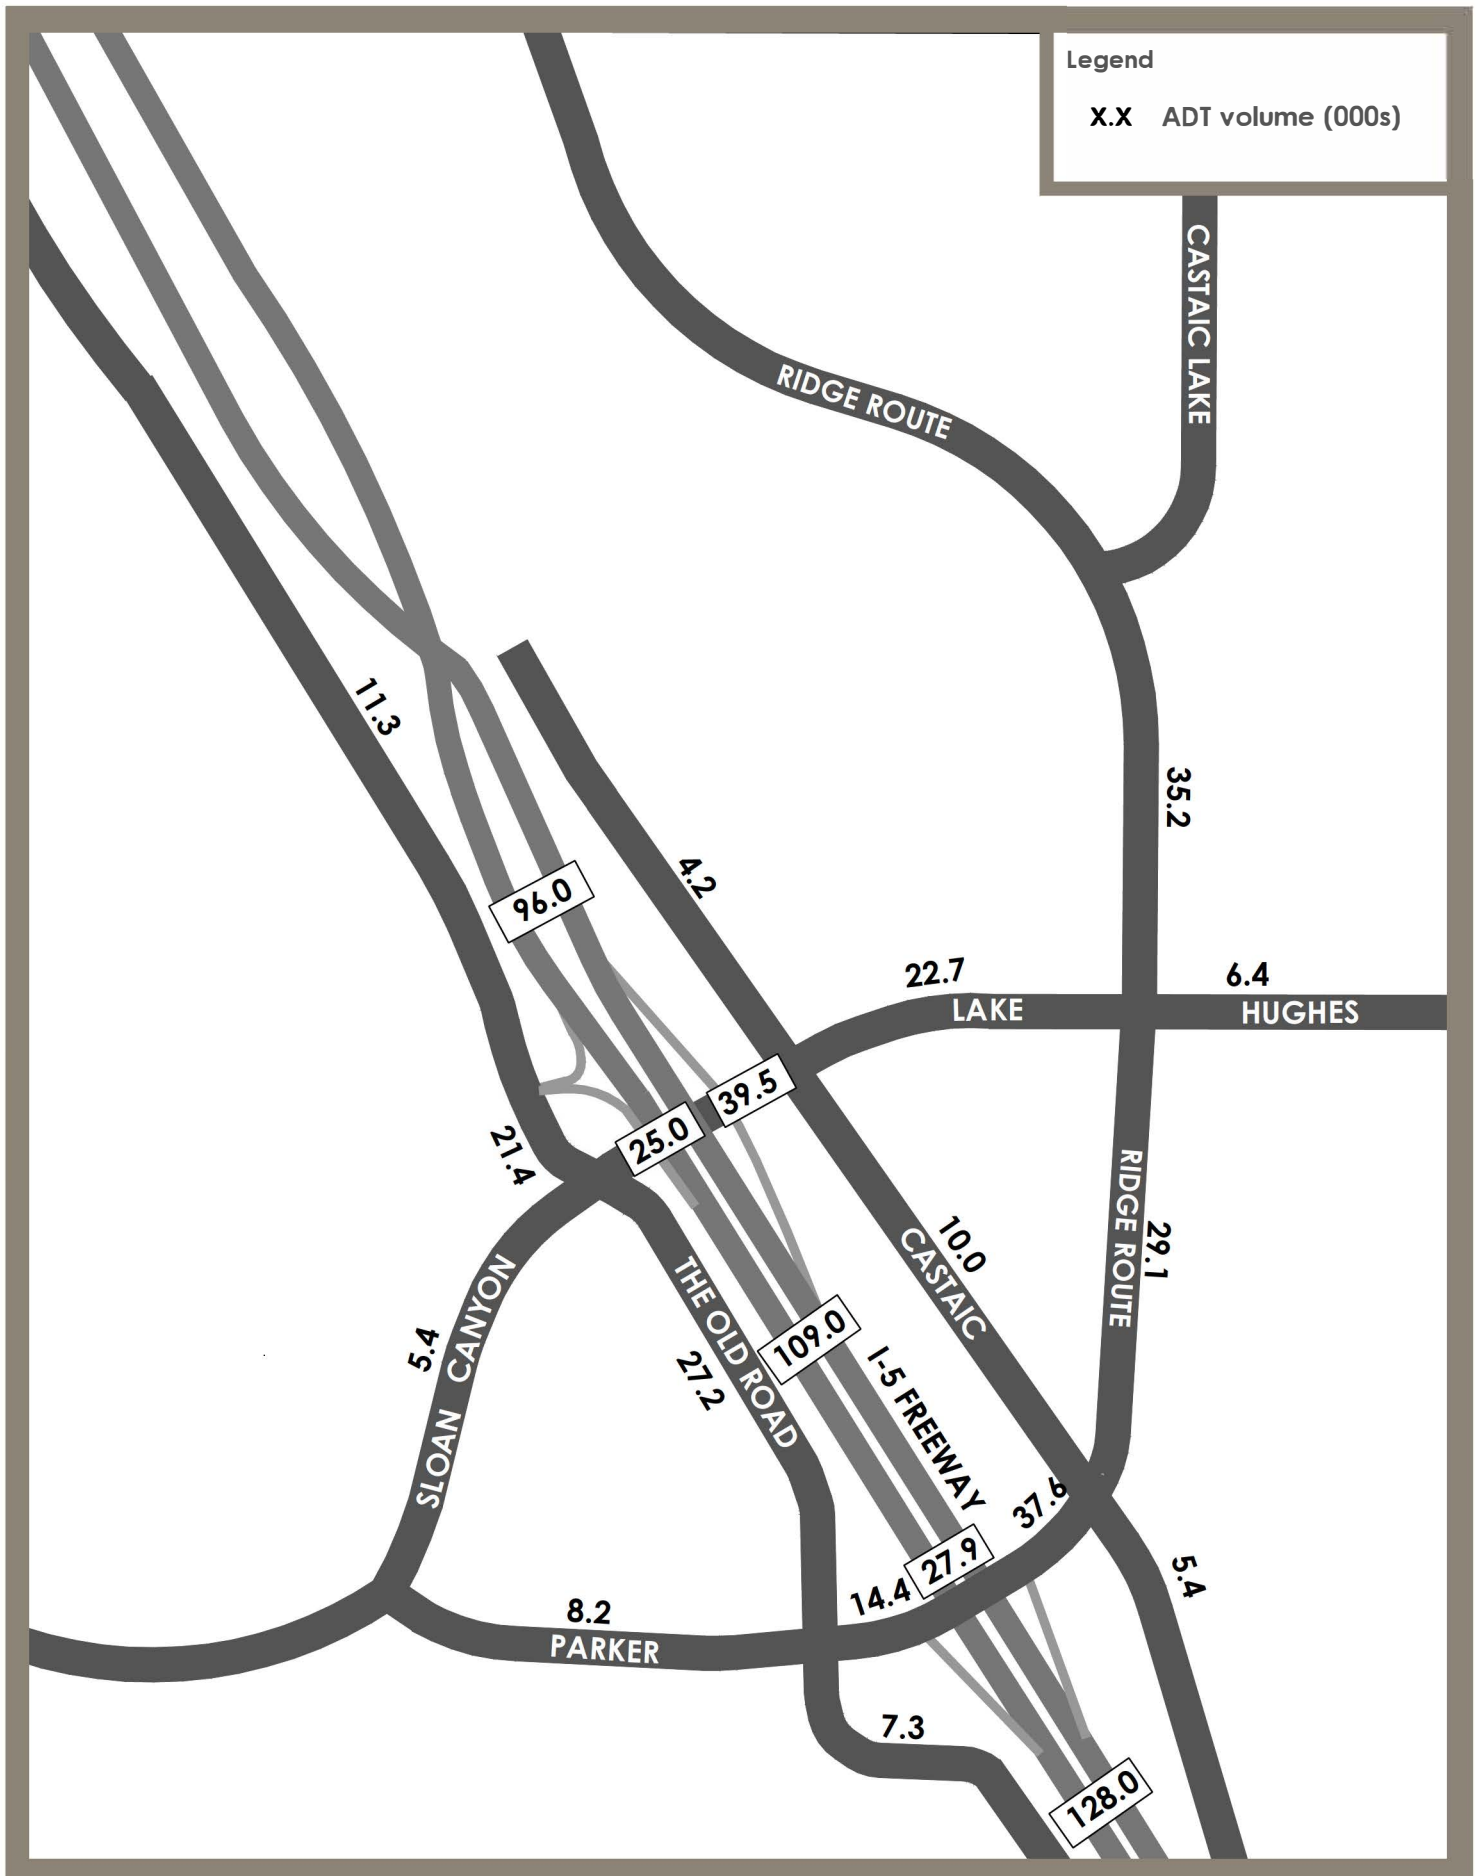 Legend
X.X ADT volume (000s)
CASTAIC LAKE
RIDGE ROUTE
11.3
35.2
4.2
96.0
22.7
6.4
LAKE
HUGHES
39.5
25.0
21.4
10.0
CASTAIC
RIDGE ROUTE
29.1
SLOAN CANYON
5.4
THE OLD ROAD
27.2
109.0
I-5 FREEWAY
37.6
27.9
14.4
5.4
8.2
PARKER
7.3
128.0